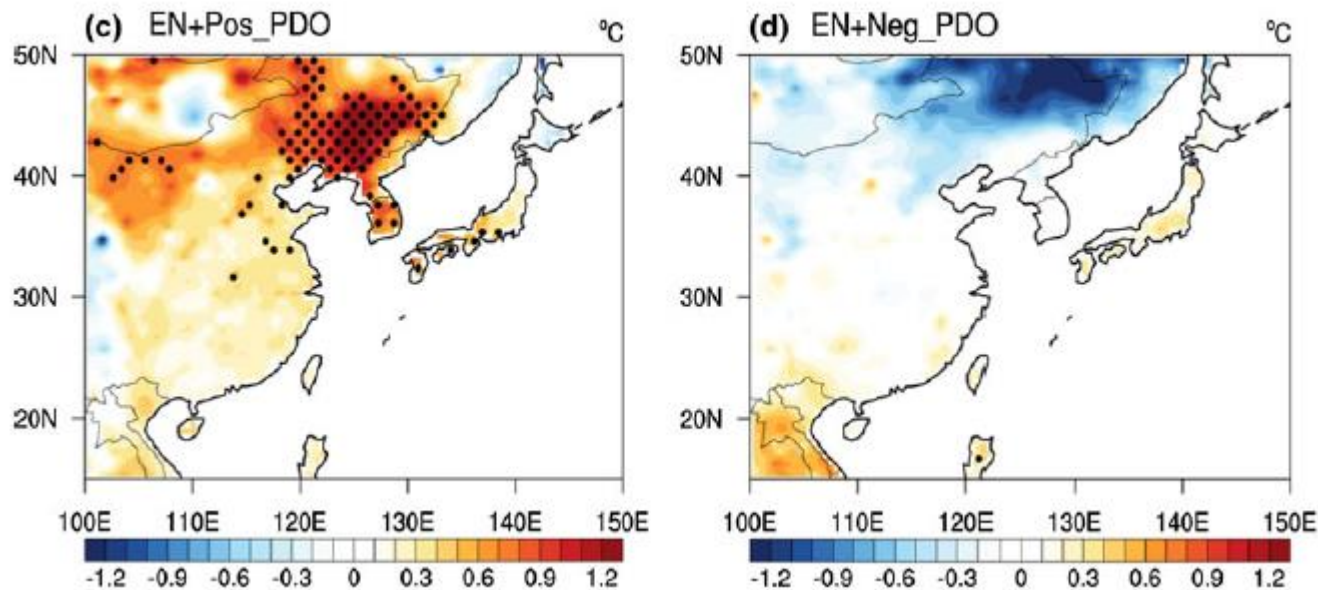 (c) EN+Pos_PDO ºC
50N
40N
30N
20N
100E 110E 120E 130E 140E 150E
-1.2 -0.9 -0.6 -0.3 0 0.3 0.6 0.9 1.2
(d) EN+Neg_PDO ºC
50N
40N
30N
20N
100E 110E 120E 130E 140E 150E
-1.2 -0.9 -0.6 -0.3 0 0.3 0.6 0.9 1.2